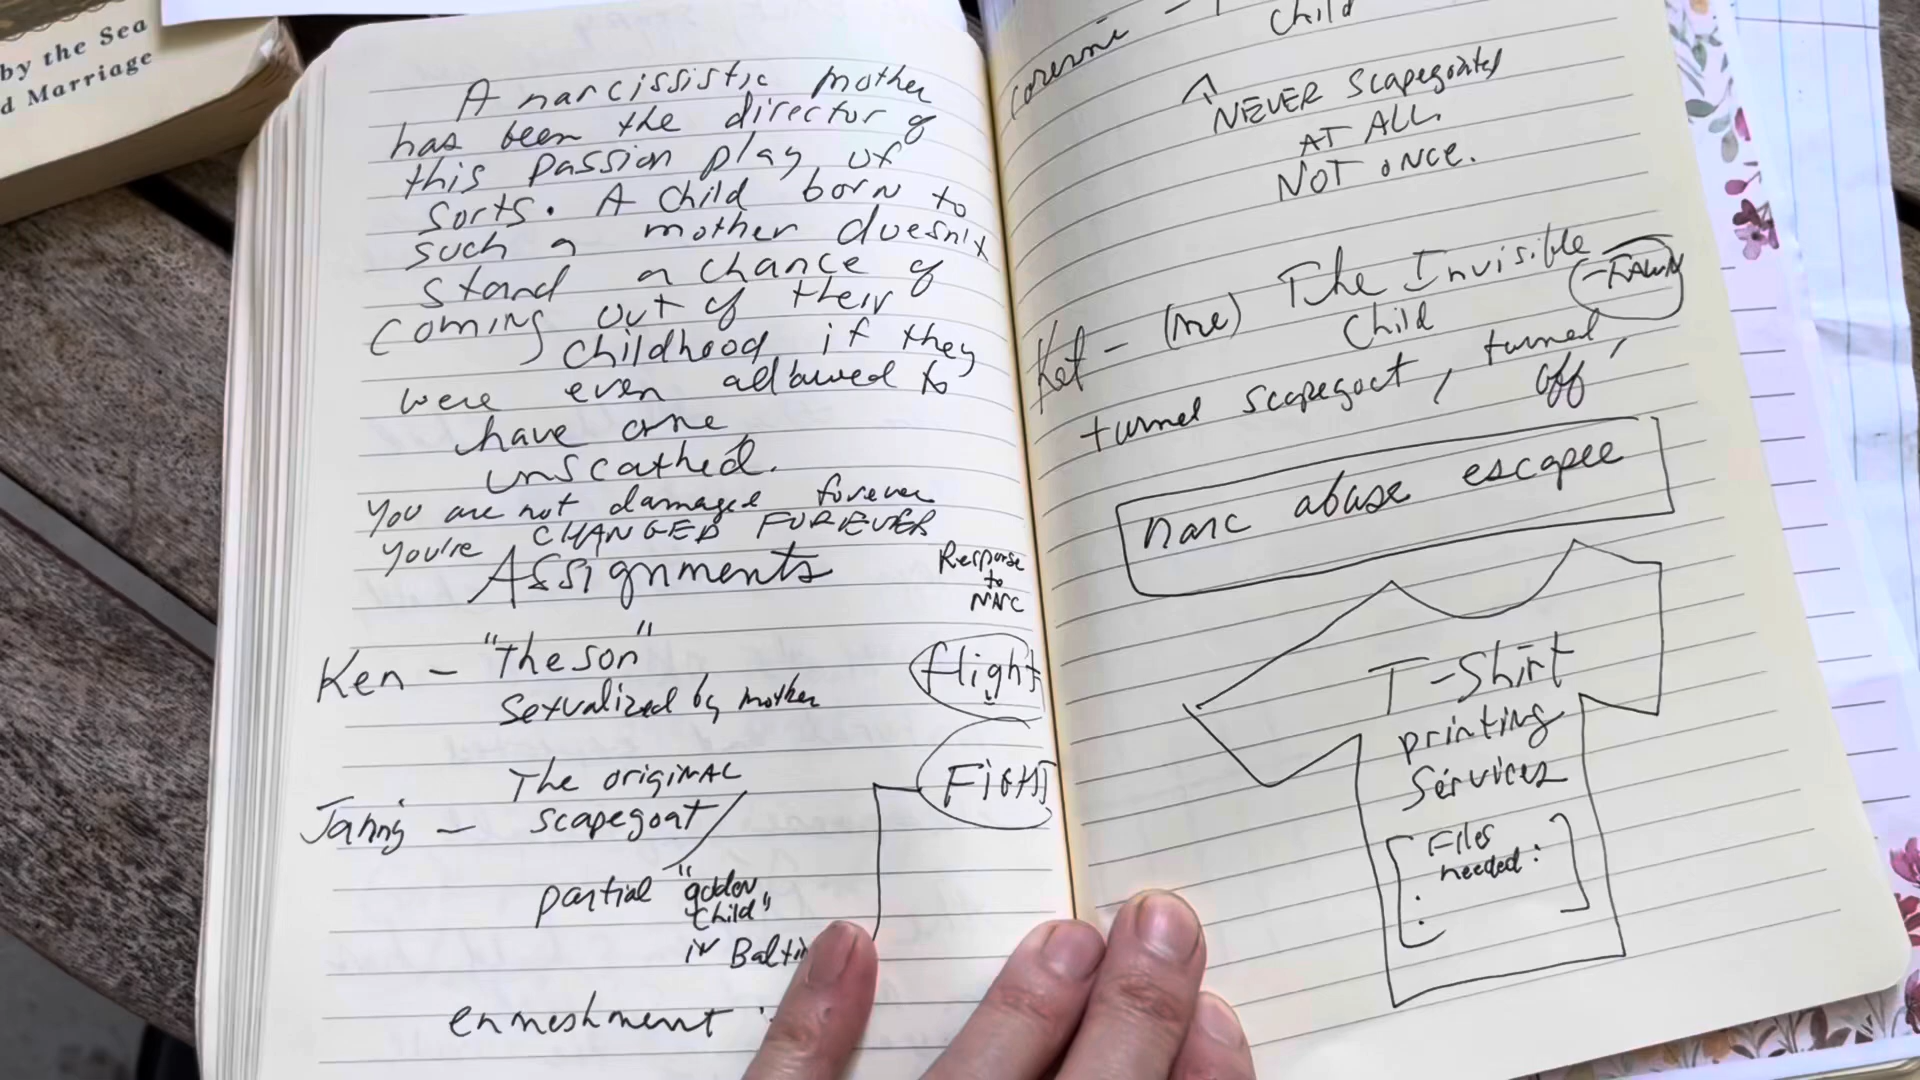 by the Sea
d Marriage
A narcissistic mother
has been the director of
this passion play of
sorts. A child born to
such a mother doesn't
stand a chance of
coming out of their
childhood if they
were even allowed to
have one
unscathed.
You are not damaged forever
you're CHANGED FOREVER
Assignments
Response
to
NARC
Ken - "the son"
Sexualized by mother
flight
The originAL
scapegoat
FigHt
partial "golden
child"
in Balti
enmeshment :
child
NEVER Scapegoated
AT ALL.
NOT ONCE.
- (me) The Invisible
Child
-FAWN
turned scapegoat, turned
off
narc abuse escapee
T-Shirt
printing
Services
Files
needed: